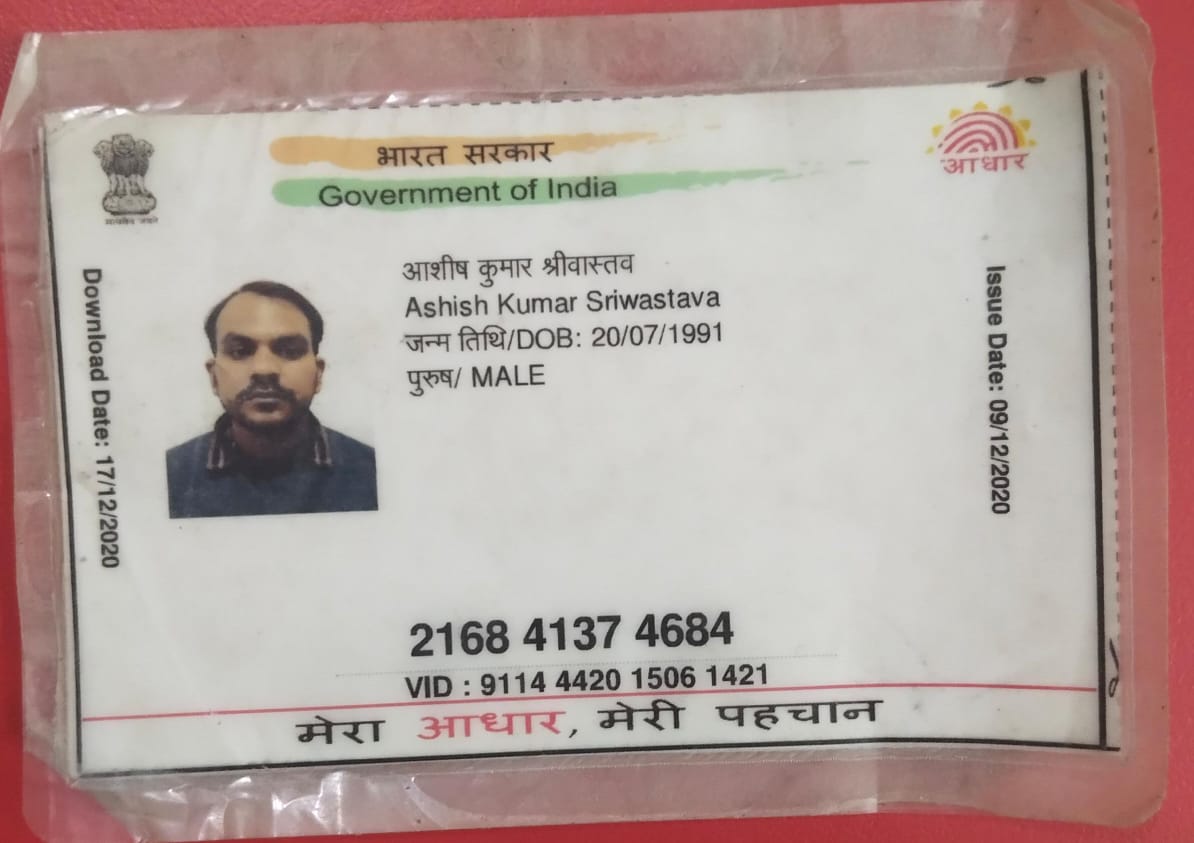 भारत सरकार
Government of India
आधार
Download Date: 17/12/2020
आशीष कुमार श्रीवास्तव
Ashish Kumar Sriwastava
जन्म तिथि/DOB: 20/07/1991
पुरुष/ MALE
Issue Date: 09/12/2020
2168 4137 4684
VID : 9114 4420 1506 1421
मेरा आधार, मेरी पहचान